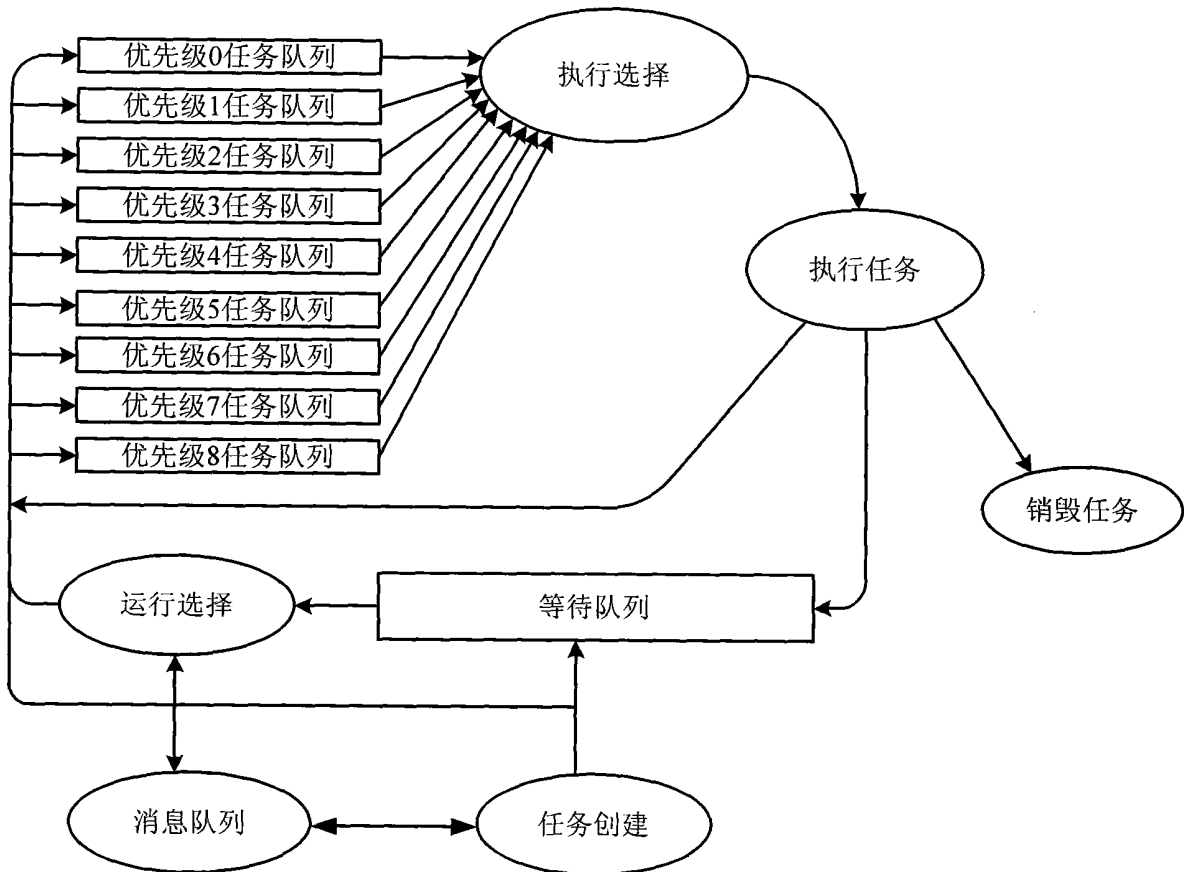 优先级0任务队列
执行选择
优先级1任务队列
优先级2任务队列
优先级3任务队列
优先级4任务队列
执行任务
优先级5任务队列
优先级6任务队列
优先级7任务队列
优先级8任务队列
销毁任务
运行选择
等待队列
消息队列
任务创建